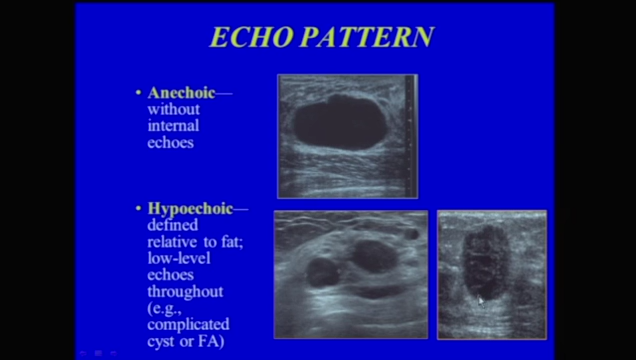 ECHO PATTERN
• Anechoic—
without
internal
echoes
• Hypoechoic—
defined
relative to fat;
low-level
echoes
throughout
(e.g.,
complicated
cyst or FA)